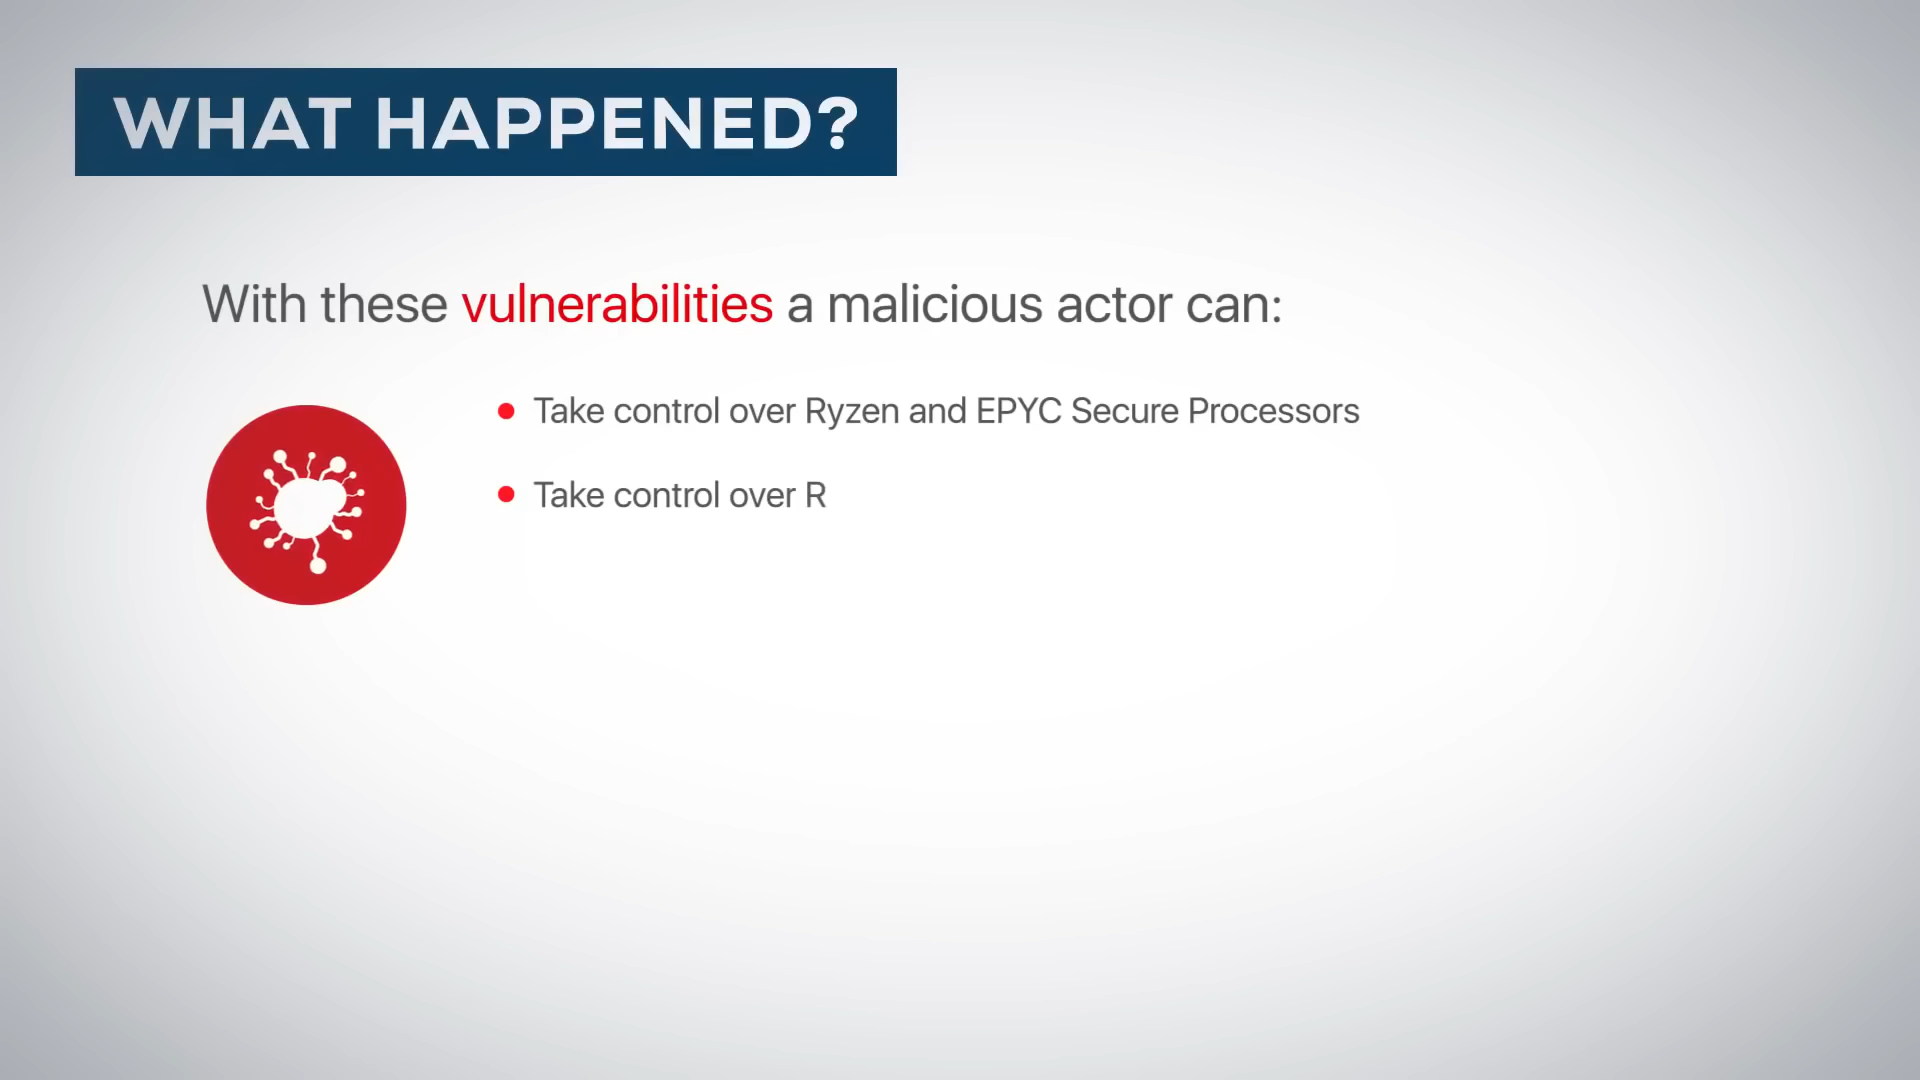 WHAT HAPPENED?
With these vulnerabilities a malicious actor can:
Take control over Ryzen and EPYC Secure Processors
Take control over R